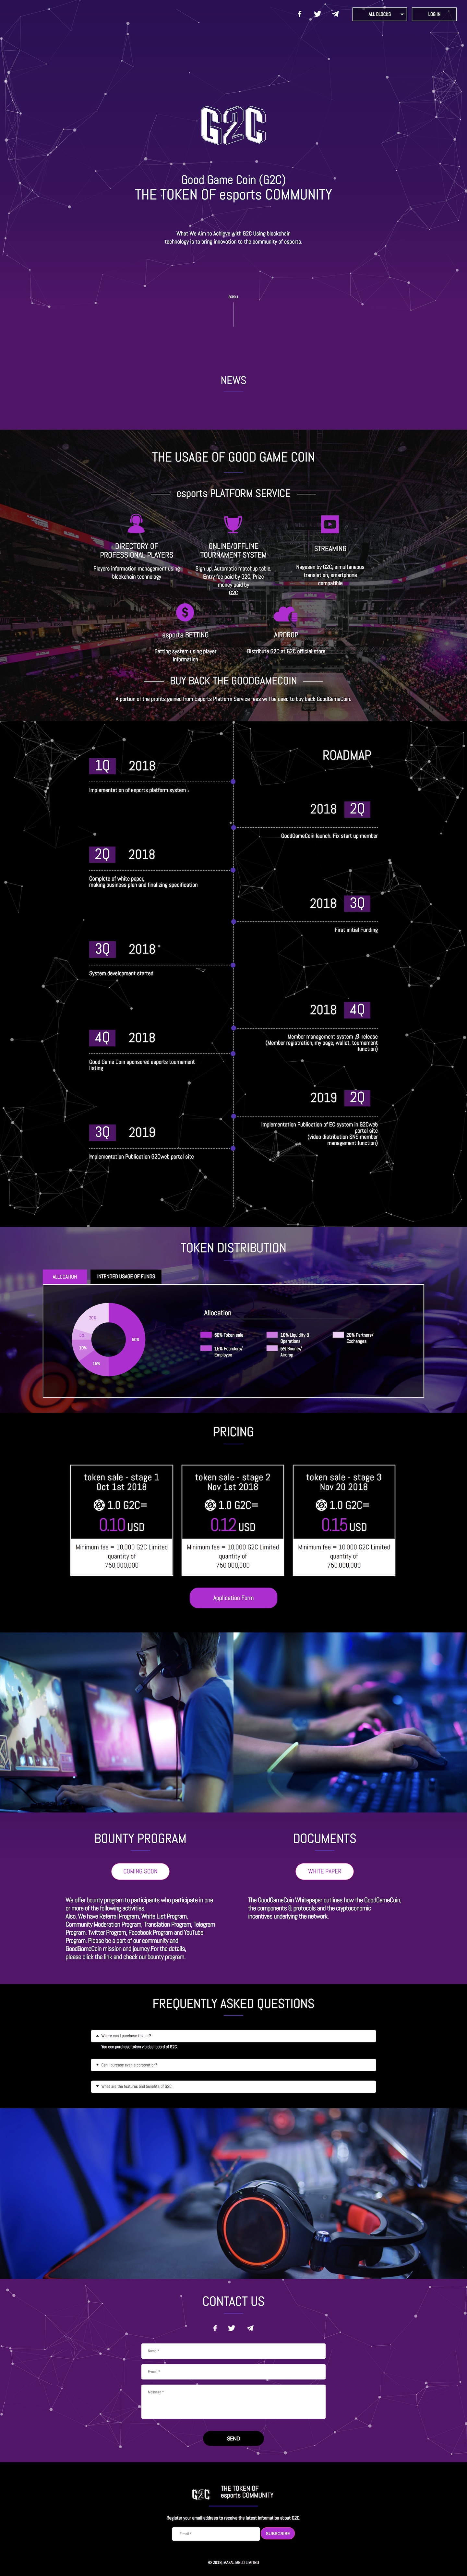 ALL BLOCKS
LOG IN
G2C
Good Game Coin (G2C)
THE TOKEN OF esports COMMUNITY
What We Aim to Achigve with G2C Using blockchain
technology is to bring innovation to the community of esports.
SCROLL
NEWS
THE USAGE OF GOOD GAME COIN
esports PLATFORM SERVICE
DIRECTORY OF
PROFESSIONAL PLAYERS
Players information management using
blockchain technology
ONLINE/OFFLINE
TOURNAMENT SYSTEM
Sign up, Automatic matchup table,
Entry fee paid by G2C, Prize
money paid by
G2C
STREAMING
Nagesen by G2C, simultaneous
translation, smartphone
compatible
esports BETTING
Betting system using player
information
AIRDROP
Distribute G2C at G2C official store
BUY BACK THE GOODGAMECOIN
A portion of the profits gained from Esports Platform Service fees will be used to buy back GoodGameCoin.
ROADMAP
1Q 2018
Implementation of esports platform system
2018 2Q
GoodGameCoin launch. Fix start up member
2Q 2018
Complete of white paper,
making business plan and finalizing specification
2018 3Q
First initial Funding
3Q 2018
System development started
2018 4Q
Member management system β release
(Member registration, my page, wallet, tournament
function)
4Q 2018
Good Game Coin sponsored esports tournament
listing
2019 2Q
Implementation Publication of EC system in G2Cweb
portal site
(video distribution SNS member
management function)
3Q 2019
Implementation Publication G2Cweb portal site
TOKEN DISTRIBUTION
ALLOCATION
INTENDED USAGE OF FUNDS
20%
5%
10%
15%
50%
Allocation
50% Token sale
10% Liquidity &
Operations
20% Partners/
Exchanges
15% Founders/
Employee
5% Bounty/
Airdrop
PRICING
token sale - stage 1
Oct 1st 2018
1.0 G2C=
0.10 USD
Minimum fee = 10,000 G2C Limited
quantity of
750,000,000
token sale - stage 2
Nov 1st 2018
1.0 G2C=
0.12 USD
Minimum fee = 10,000 G2C Limited
quantity of
750,000,000
token sale - stage 3
Nov 20 2018
1.0 G2C=
0.15 USD
Minimum fee = 10,000 G2C Limited
quantity of
750,000,000
Application Form
BOUNTY PROGRAM
COMING SOON
We offer bounty program to participants who participate in one
or more of the following activities.
Also, We have Referral Program, White List Program,
Community Moderation Program, Translation Program, Telegram
Program, Twitter Program, Facebook Program and YouTube
Program. Please be a part of our community and
GoodGameCoin mission and journey.For the details,
please click the link and check our bounty program.
DOCUMENTS
WHITE PAPER
The GoodGameCoin Whitepaper outlines how the GoodGameCoin,
the components & protocols and the cryptoeconomic
incentives underlying the network.
FREQUENTLY ASKED QUESTIONS
Where can I purchase tokens?
You can purchase token via dashboard of G2C.
Can I purcase even a corporation?
What are the features and benefits of G2C
CONTACT US
Name *
E-mail *
Message *
SEND
G2C
THE TOKEN OF
esports COMMUNITY
Register your email address to receive the latest information about G2C.
E-mail *
SUBSCRIBE
© 2018, MAZAL MELO LIMITED